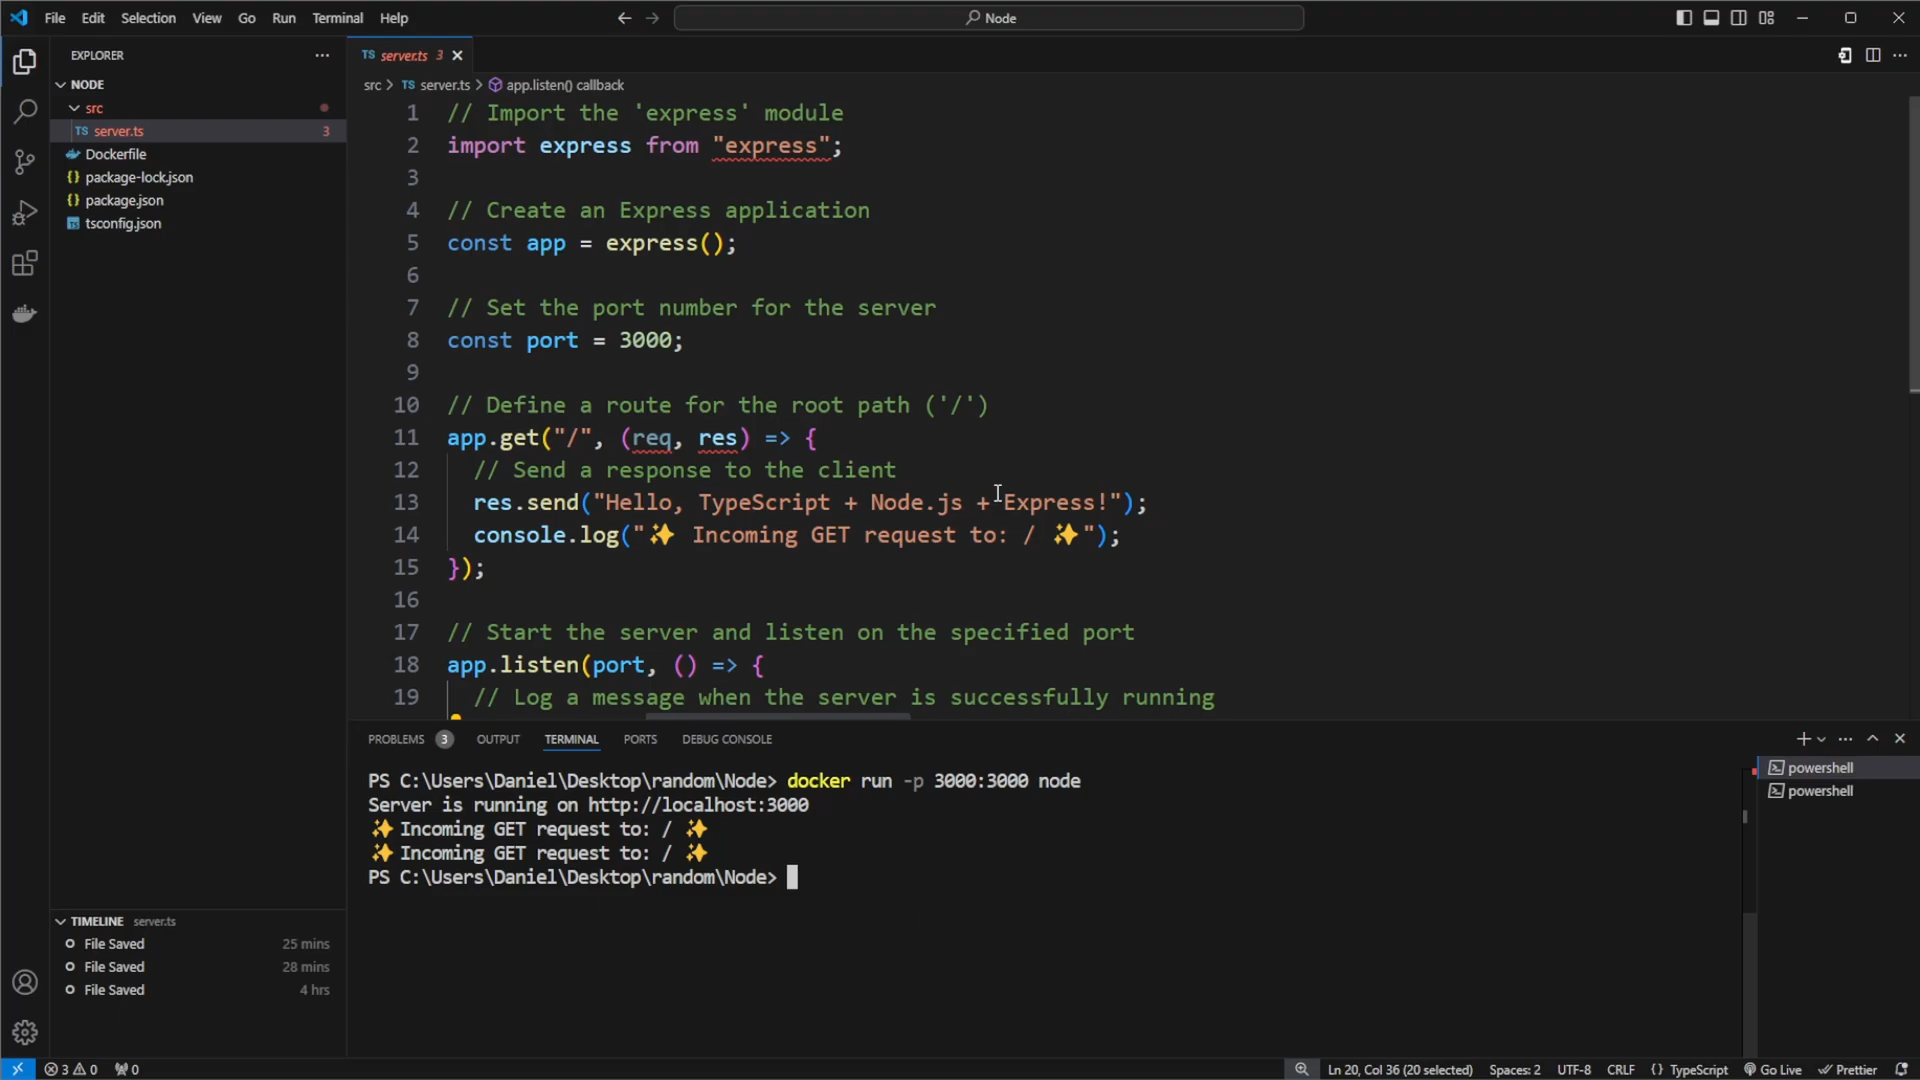 File Edit Selection View Go Run Terminal Help
Node
EXPLORER
NODE
src
TS server.ts 3
Dockerfile
{} package-lock.json
{} package.json
tsconfig.json
TS server.ts 3
src > TS server.ts > app.listen() callback
1 // Import the 'express' module
2 import express from "express";
3
4 // Create an Express application
5 const app = express();
6
7 // Set the port number for the server
8 const port = 3000;
9
10 // Define a route for the root path ('/')
11 app.get("/", (req, res) => {
12 // Send a response to the client
13 res.send("Hello, TypeScript + Node.js + Express!");
14 console.log("✨ Incoming GET request to: / ✨");
15 });
16
17 // Start the server and listen on the specified port
18 app.listen(port, () => {
19 // Log a message when the server is successfully running
PROBLEMS 3 OUTPUT TERMINAL PORTS DEBUG CONSOLE
PS C:\Users\Daniel\Desktop\random\Node> docker run -p 3000:3000 node
Server is running on http://localhost:3000
✨ Incoming GET request to: / ✨
✨ Incoming GET request to: / ✨
PS C:\Users\Daniel\Desktop\random\Node>
powershell
powershell
TIMELINE server.ts
File Saved 25 mins
File Saved 28 mins
File Saved 4 hrs
3 0 0 Ln 20, Col 36 (20 selected) Spaces: 2 UTF-8 CRLF {} TypeScript Go Live Prettier